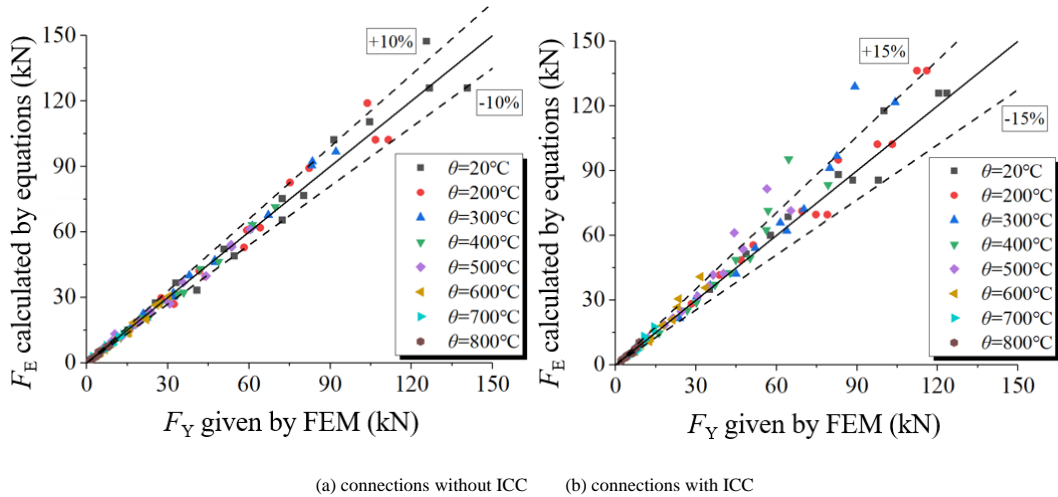 150
120
90
60
30
0
F_E calculated by equations (kN)
+10%
-10%
θ=20℃
θ=200℃
θ=300℃
θ=400℃
θ=500℃
θ=600℃
θ=700℃
θ=800℃
0 30 60 90 120 150
F_Y given by FEM (kN)
150
120
90
60
30
0
F_E calculated by equations (kN)
+15%
-15%
θ=20℃
θ=200℃
θ=300℃
θ=400℃
θ=500℃
θ=600℃
θ=700℃
θ=800℃
0 30 60 90 120 150
F_Y given by FEM (kN)
(a) connections without ICC (b) connections with ICC